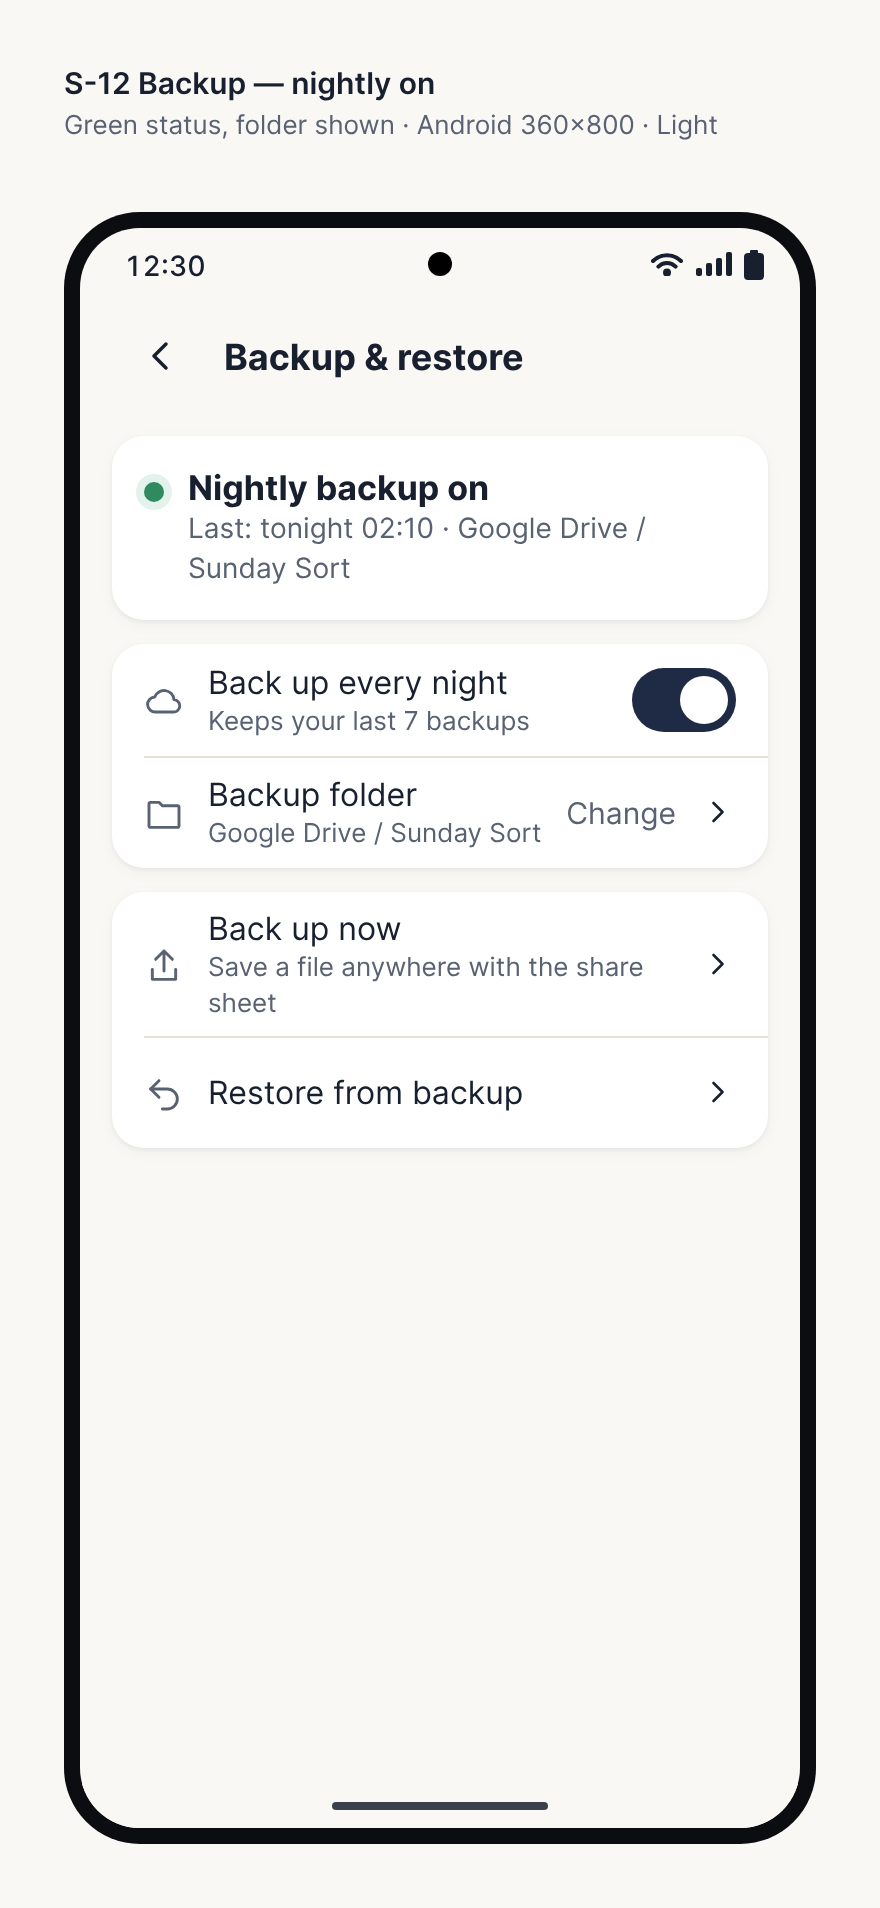 S-12 Backup — nightly on
Green status, folder shown · Android 360×800 · Light
12:30
Backup & restore
Nightly backup on
Last: tonight 02:10 · Google Drive /
Sunday Sort
Back up every night
Keeps your last 7 backups
Backup folder
Google Drive / Sunday Sort
Change
Back up now
Save a file anywhere with the share
sheet
Restore from backup